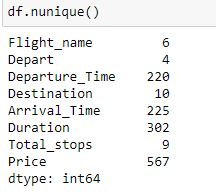 df.nunique()
Flight_name 6
Depart 4
Departure_Time 220
Destination 10
Arrival_Time 225
Duration 302
Total_stops 9
Price 567
dtype: int64